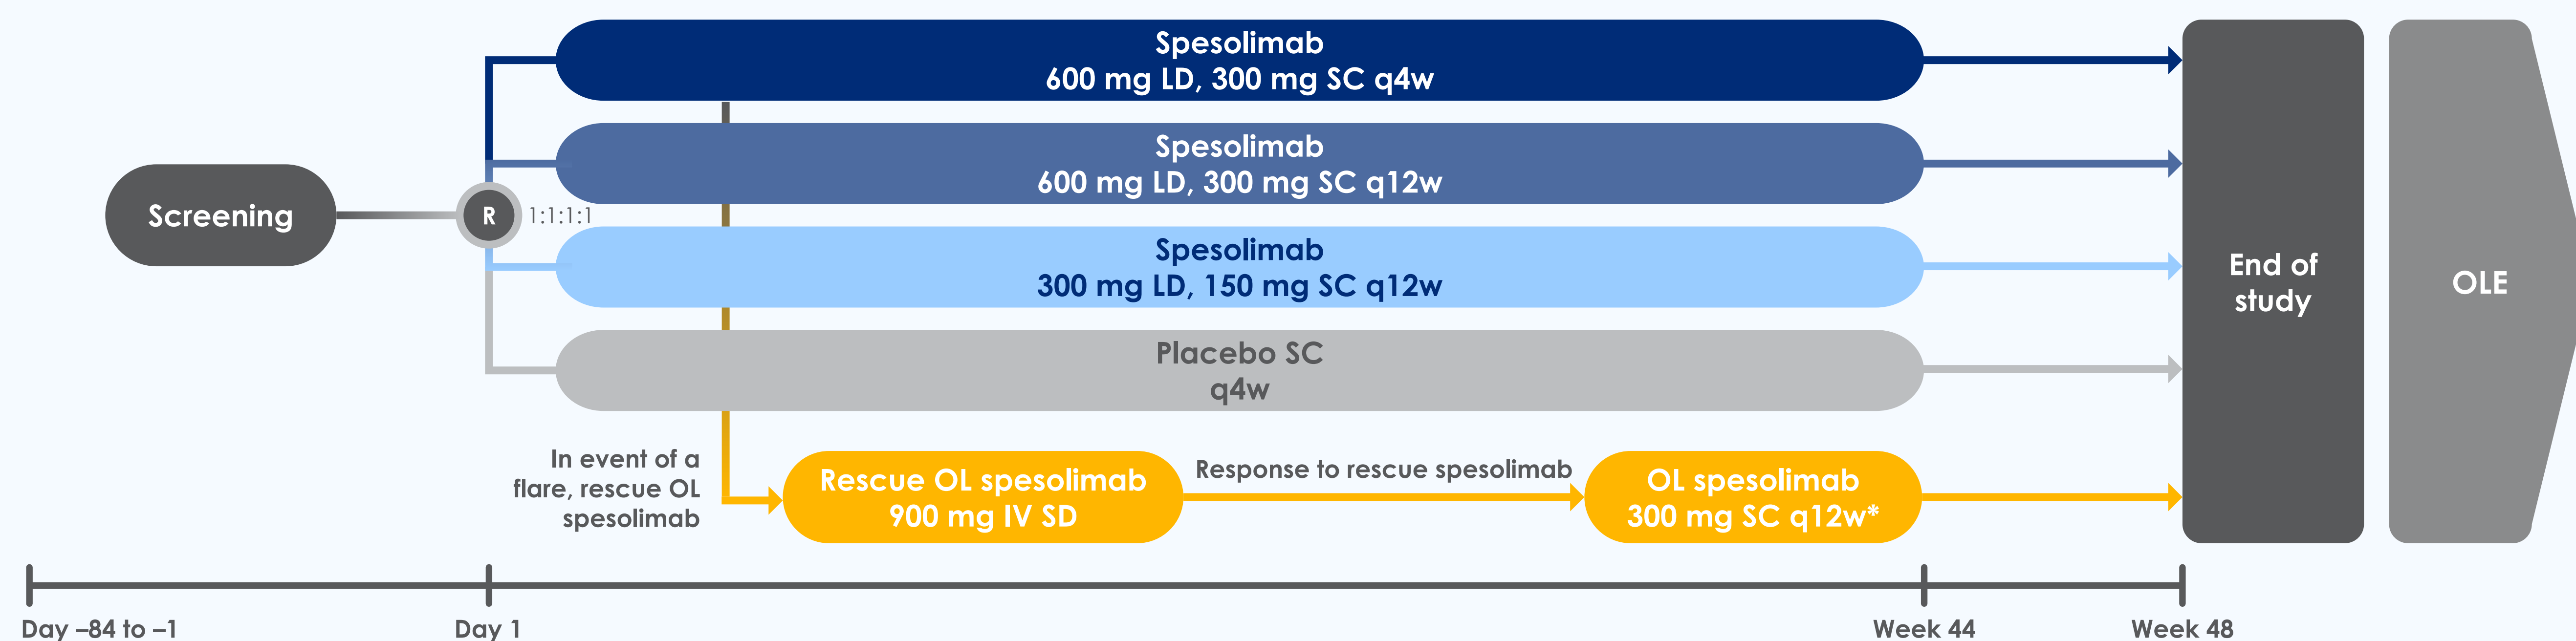 Spesolimab
600 mg LD, 300 mg SC q4w
Spesolimab
600 mg LD, 300 mg SC q12w
Screening
R
1:1:1:1
Spesolimab
300 mg LD, 150 mg SC q12w
Placebo SC
q4w
End of
study
OLE
In event of a
flare, rescue OL
spesolimab
Rescue OL spesolimab
900 mg IV SD
Response to rescue spesolimab
OL spesolimab
300 mg SC q12w*
Day –84 to –1
Day 1
Week 44
Week 48